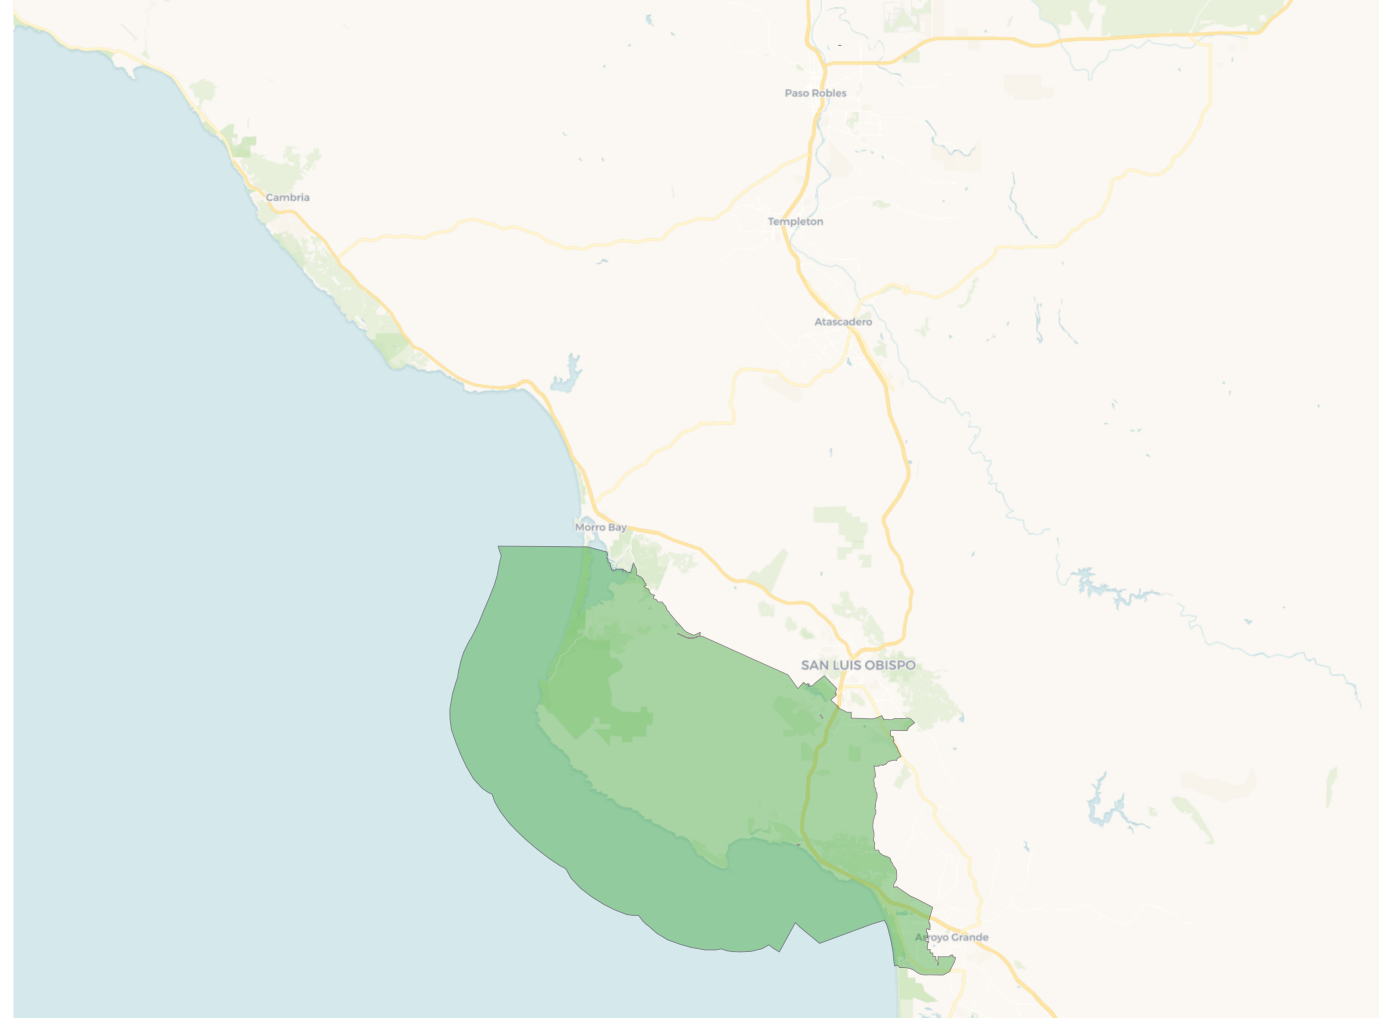 Paso Robles
Cambria
Templeton
Atascadero
Morro Bay
SAN LUIS OBISPO
Arroyo Grande